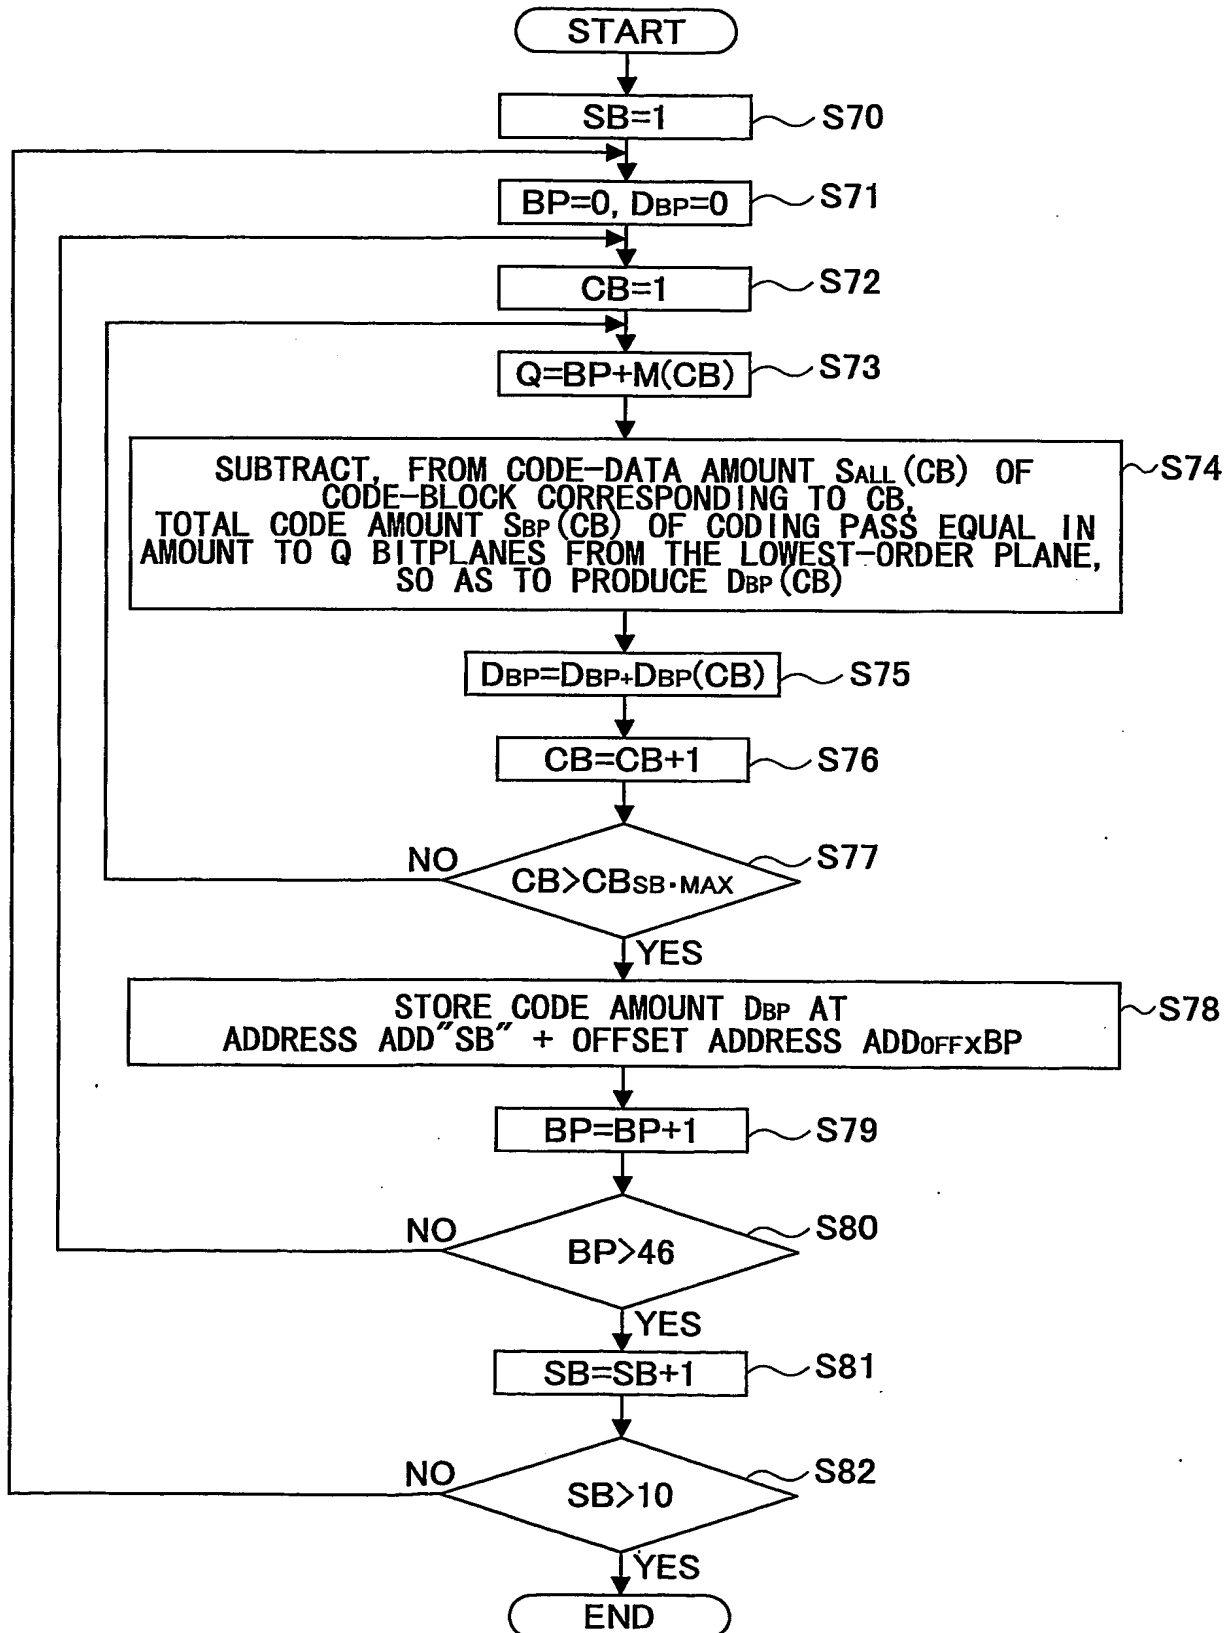 START
SB=1
S70
BP=0, DBP=0
S71
CB=1
S72
Q=BP+M(CB)
S73
SUBTRACT, FROM CODE-DATA AMOUNT SALL(CB) OF
CODE-BLOCK CORRESPONDING TO CB,
TOTAL CODE AMOUNT SBP(CB) OF CODING PASS EQUAL IN
AMOUNT TO Q BITPLANES FROM THE LOWEST-ORDER PLANE,
SO AS TO PRODUCE DBP(CB)
S74
DBP=DBP+DBP(CB)
S75
CB=CB+1
S76
NO
CB>CBSB·MAX
S77
YES
STORE CODE AMOUNT DBP AT
ADDRESS ADD"SB" + OFFSET ADDRESS ADDOFFxBP
S78
BP=BP+1
S79
NO
BP>46
S80
YES
SB=SB+1
S81
NO
SB>10
S82
YES
END